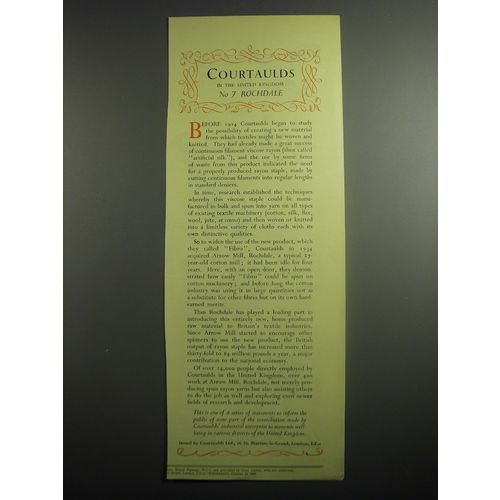 COURTAULDS
IN THE UNITED KINGDOM
No 7 ROCHDALE
BEFORE 1914 Courtaulds began to study
the possibility of creating a new material
from which textiles might be woven and
knitted. They had already made a great success
of continuous filament viscose rayon (then called
"artificial silk"), and the use by some firms
of waste from this product indicated the need
for a properly produced rayon staple, made by
cutting continuous filaments into regular lengths
in standard deniers.
In time, research established the techniques
whereby this viscose staple could be manu-
factured in bulk and spun into yarn on all types
of existing textile machinery (cotton, silk, flax,
wool, jute, et cetera) and then woven or knitted
into a limitless variety of cloths each with its
own distinctive qualities.
So to widen the use of the new product, which
they called "Fibro", Courtaulds in 1934
acquired Arrow Mill, Rochdale, a typical 27-
year-old cotton mill; it had been idle for four
years. Here, with an open door, they demon-
strated how easily "Fibro" could be spun on
cotton machinery; and before long the cotton
industry was using it in large quantities not as
a substitute for other fibres but on its own hard-
earned merits.
Thus Rochdale has played a leading part in
introducing this entirely new, home-produced
raw material to Britain's textile industries.
Since Arrow Mill started to encourage other
spinners to use the new product, the British
output of rayon staple has increased more than
thirty-fold to 84 million pounds a year, a major
contribution to the national economy.
Of over 24,000 people directly employed by
Courtaulds in the United Kingdom, over 400
work at Arrow Mill, Rochdale, not merely pro-
ducing spun rayon yarns but also assisting others
to do the job as well and exploring even newer
fields of research and development.
This is one of a series of statements to inform the
public of some part of the contribution made by
Courtaulds' industrial enterprise to economic well-
being in various districts of the United Kingdom.
Issued by Courtaulds Ltd., 16 St. Martins-le-Grand, London, E.C.1